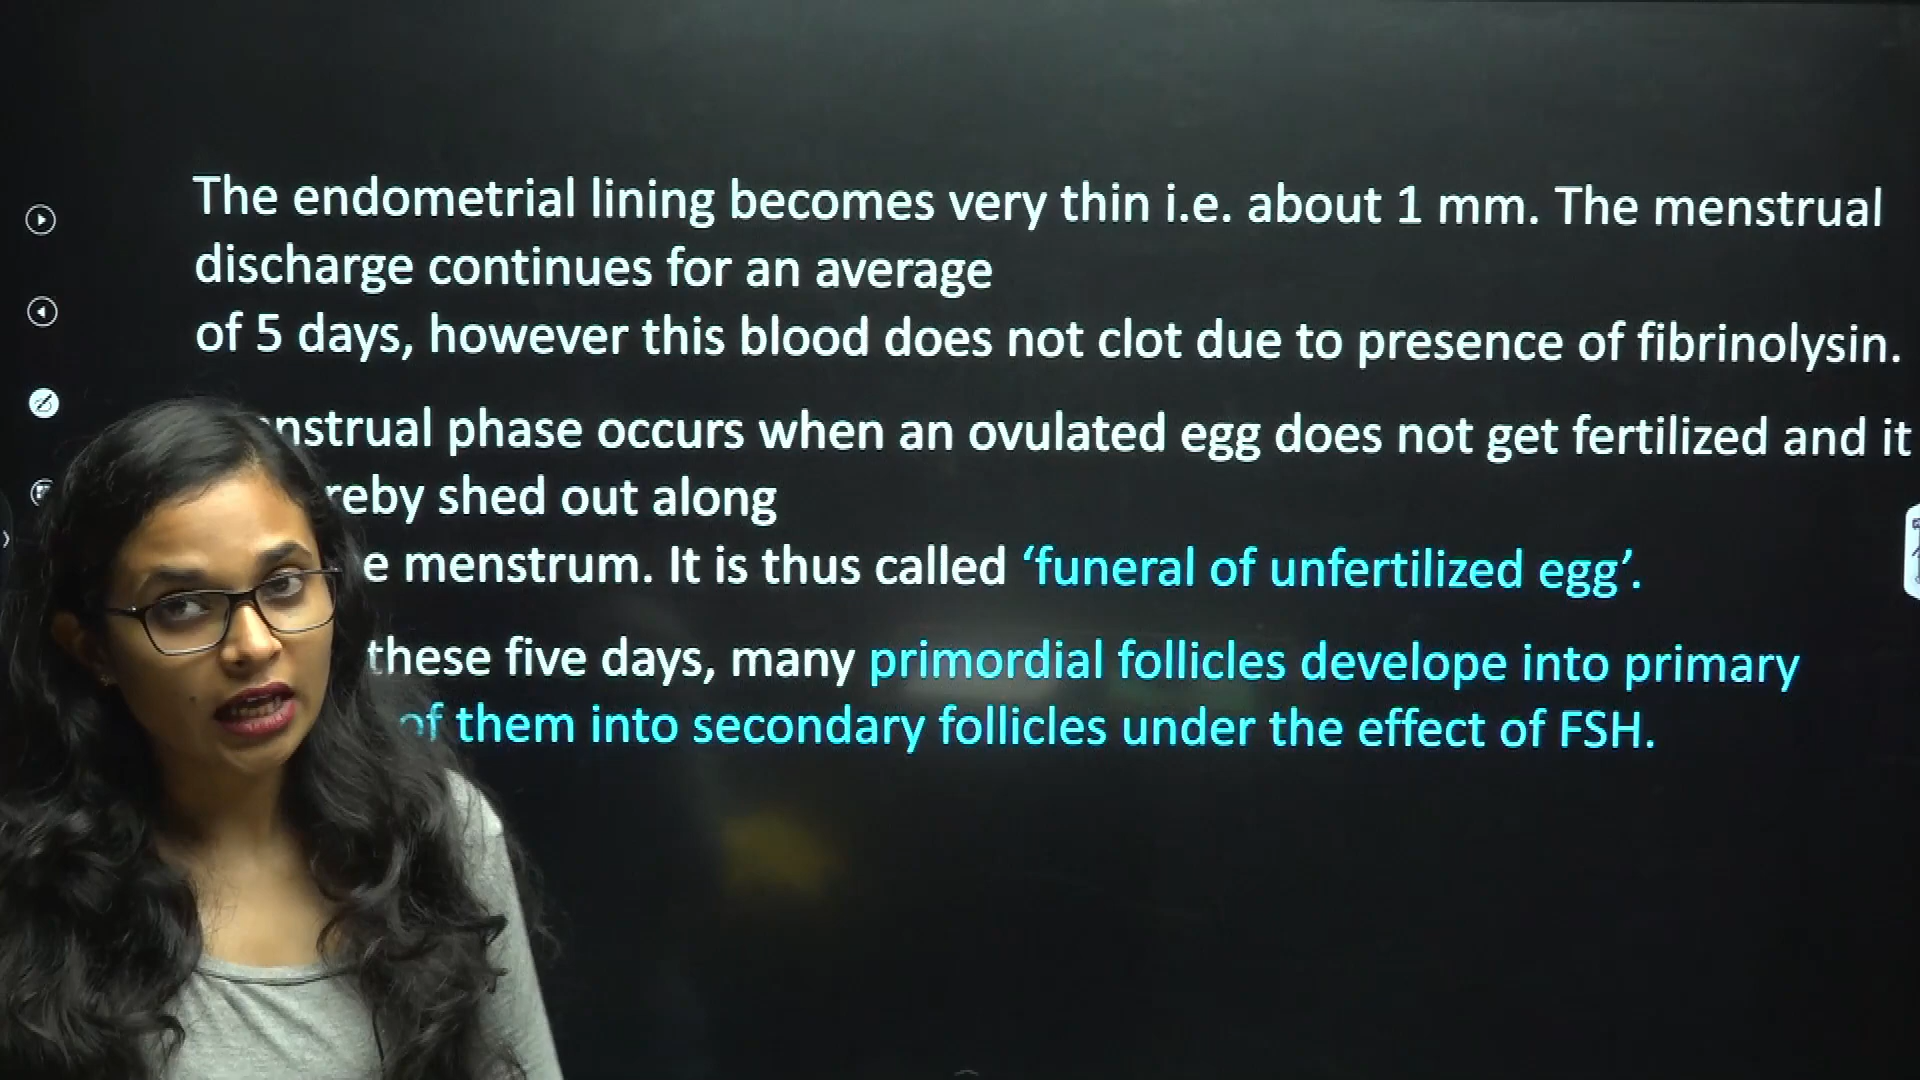 The endometrial lining becomes very thin i.e. about 1 mm. The menstrual
discharge continues for an average
of 5 days, however this blood does not clot due to presence of fibrinolysin.
phase occurs when an ovulated egg does not get fertilized and it
shed out along
menstrum. It is thus called ‘funeral of unfertilized egg’.
these five days, many primordial follicles develope into primary
of them into secondary follicles under the effect of FSH.